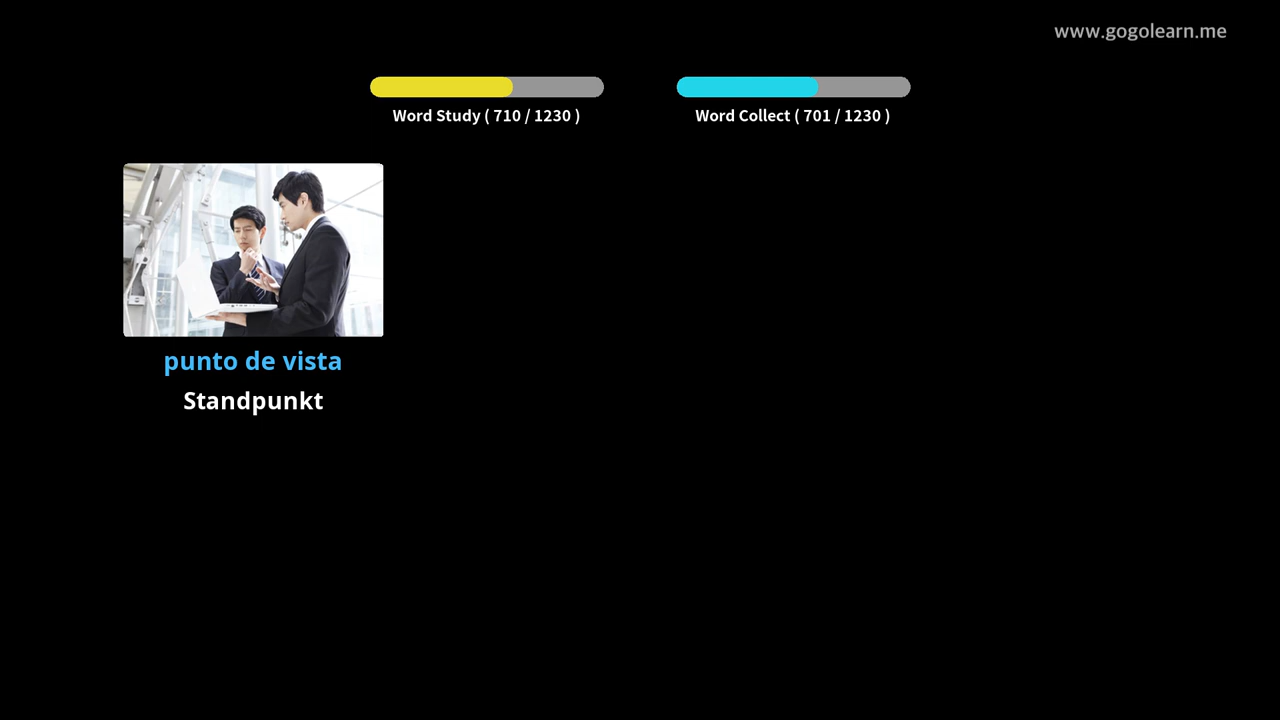 www.gogolearn.me
Word Study ( 710 / 1230 )
Word Collect ( 701 / 1230 )
punto de vista
Standpunkt